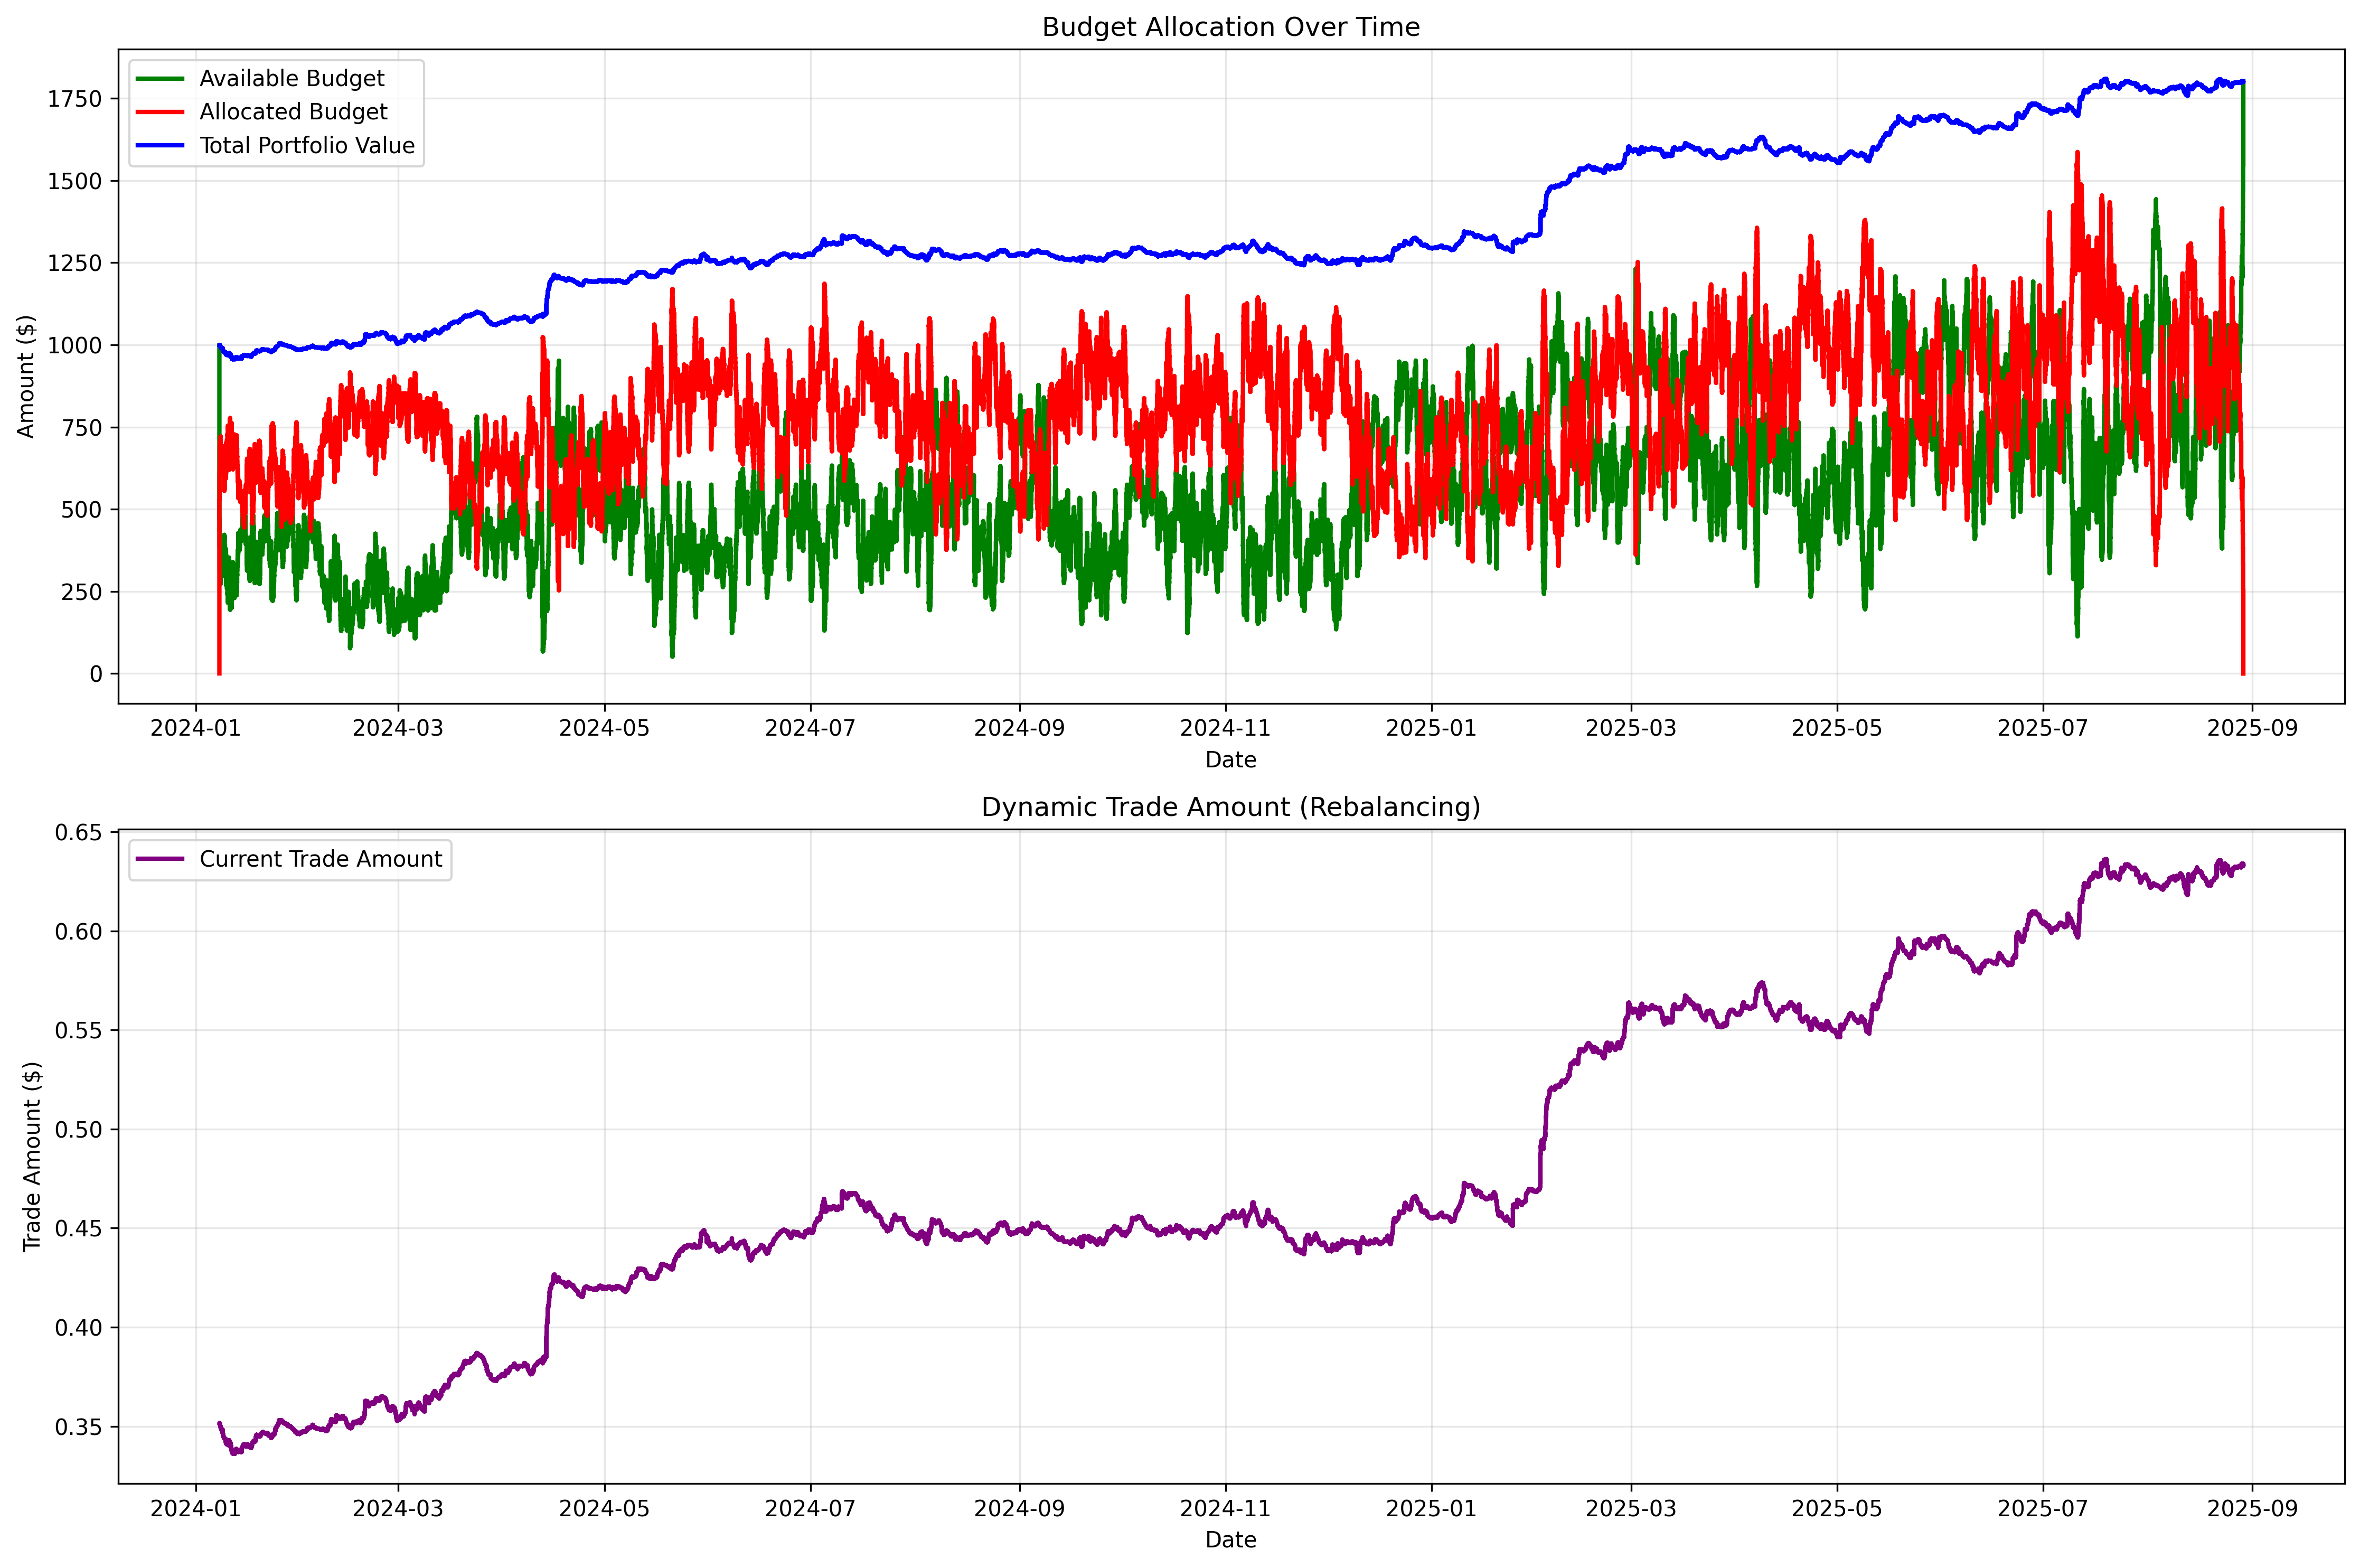 Budget Allocation Over Time
Available Budget
Allocated Budget
Total Portfolio Value
Amount ($)
1750
1500
1250
1000
750
500
250
0
2024-01 2024-03 2024-05 2024-07 2024-09 2024-11 2025-01 2025-03 2025-05 2025-07 2025-09
Date
Dynamic Trade Amount (Rebalancing)
Current Trade Amount
Trade Amount ($)
0.65
0.60
0.55
0.50
0.45
0.40
0.35
2024-01 2024-03 2024-05 2024-07 2024-09 2024-11 2025-01 2025-03 2025-05 2025-07 2025-09
Date